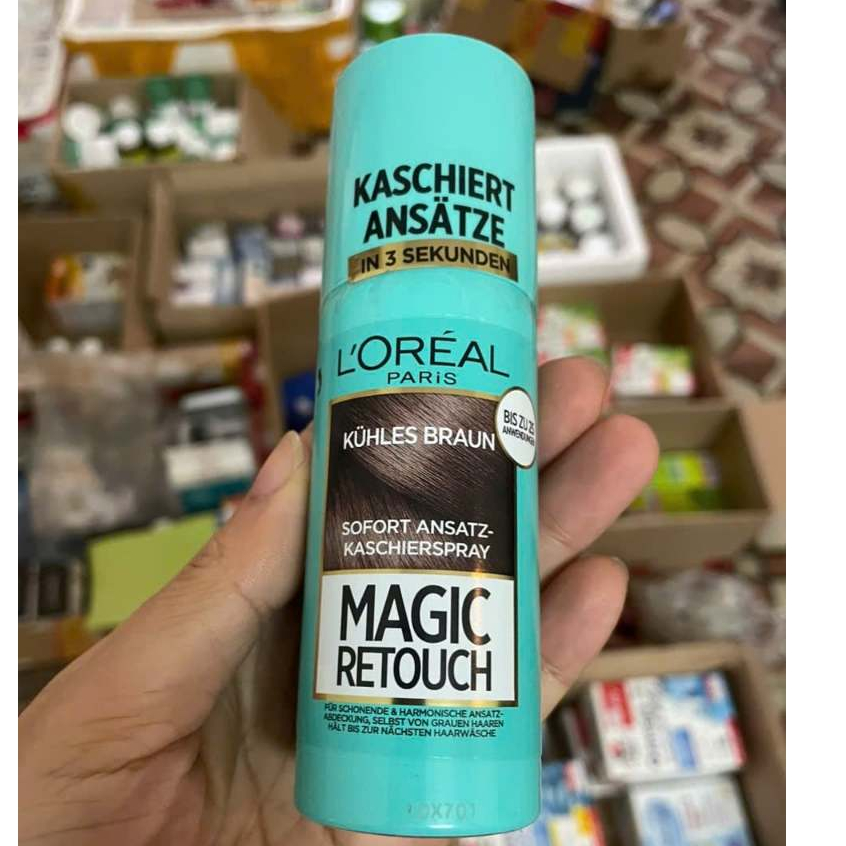 KASCHIERT
ANSÄTZE
IN 3 SEKUNDEN
L'ORÉAL
PARiS
BIS ZU 25
ANWENDUNGEN
KÜHLES BRAUN
SOFORT ANSATZ-
KASCHIERSPRAY
MAGIC
RETOUCH
FÜR SCHONENDE & HARMONISCHE ANSATZ-
ABDECKUNG, SELBST VON GRAUEN HAAREN
HÄLT BIS ZUR NÄCHSTEN HAARWÄSCHE